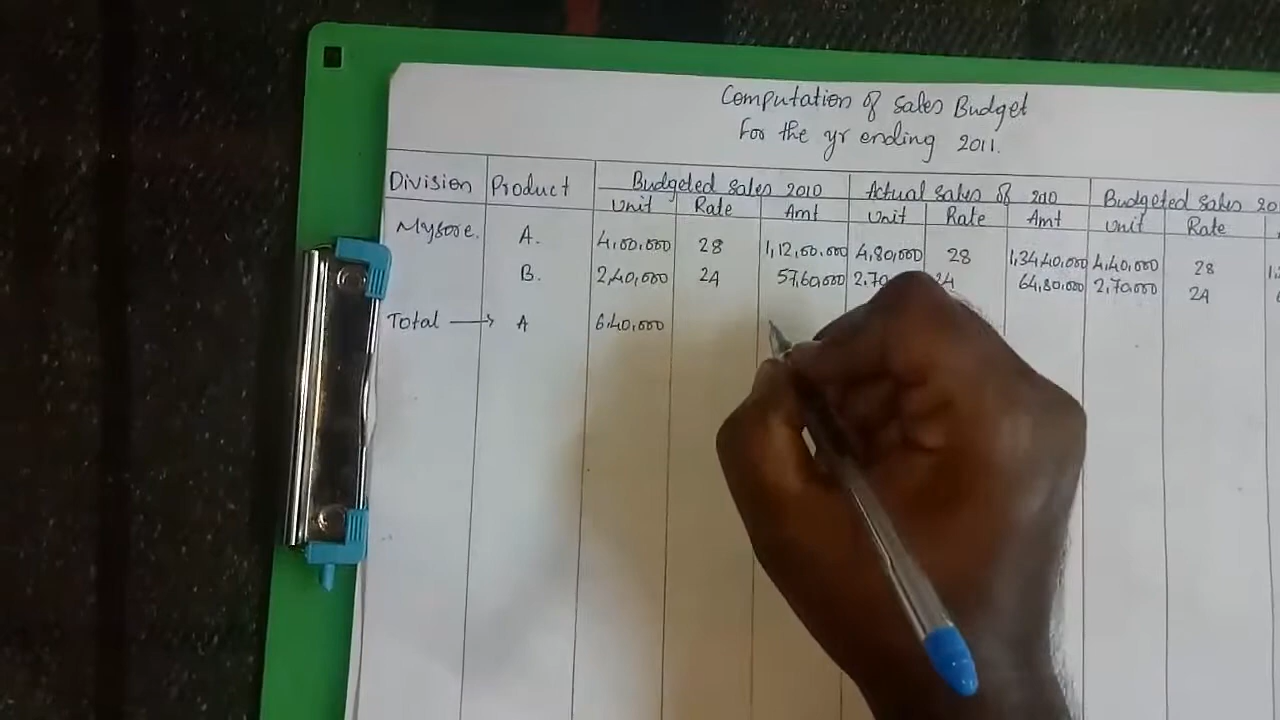 Computation of Sales Budget
For the yr ending 2011.
Division Product Budgeted Sales 2010 Actual Sales of 2010 Budgeted Sales
Unit Rate Amt Unit Rate Amt Unit Rate
Mysore. A. 4,00,000 28 1,12,00,000 4,80,000 28 1,34,40,000 4,40,000 28
B. 2,40,000 24 57,60,000 24 64,80,000 2,70,000 24
Total → A 6,40,000